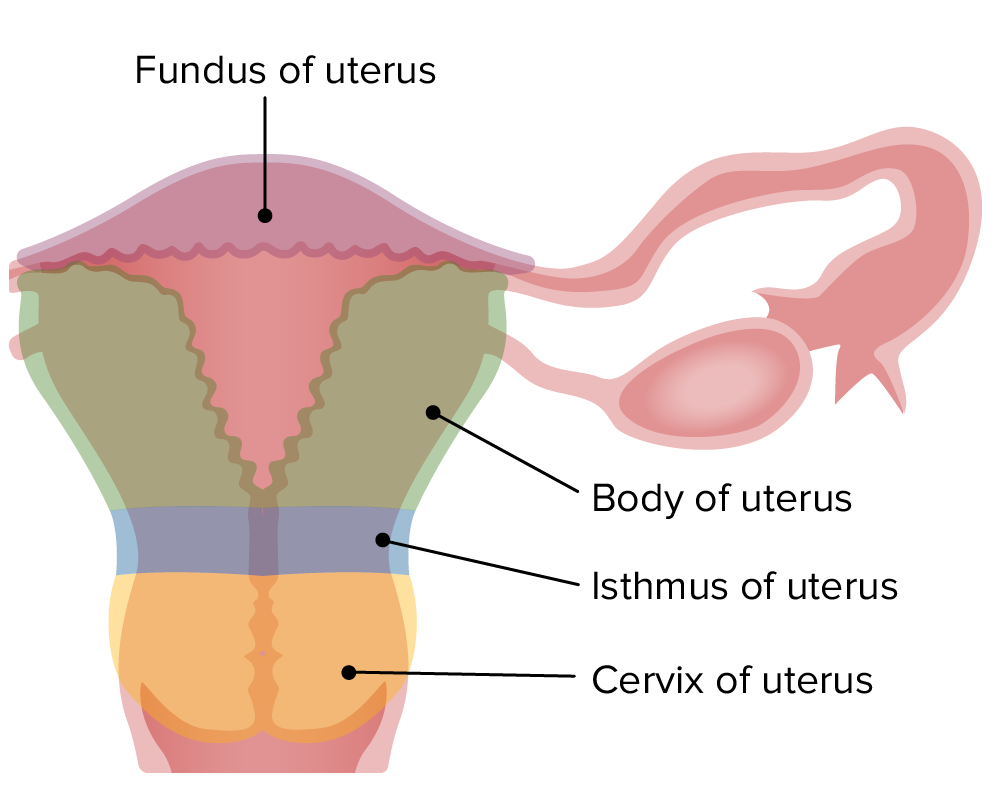 Fundus of uterus
Body of uterus
Isthmus of uterus
Cervix of uterus